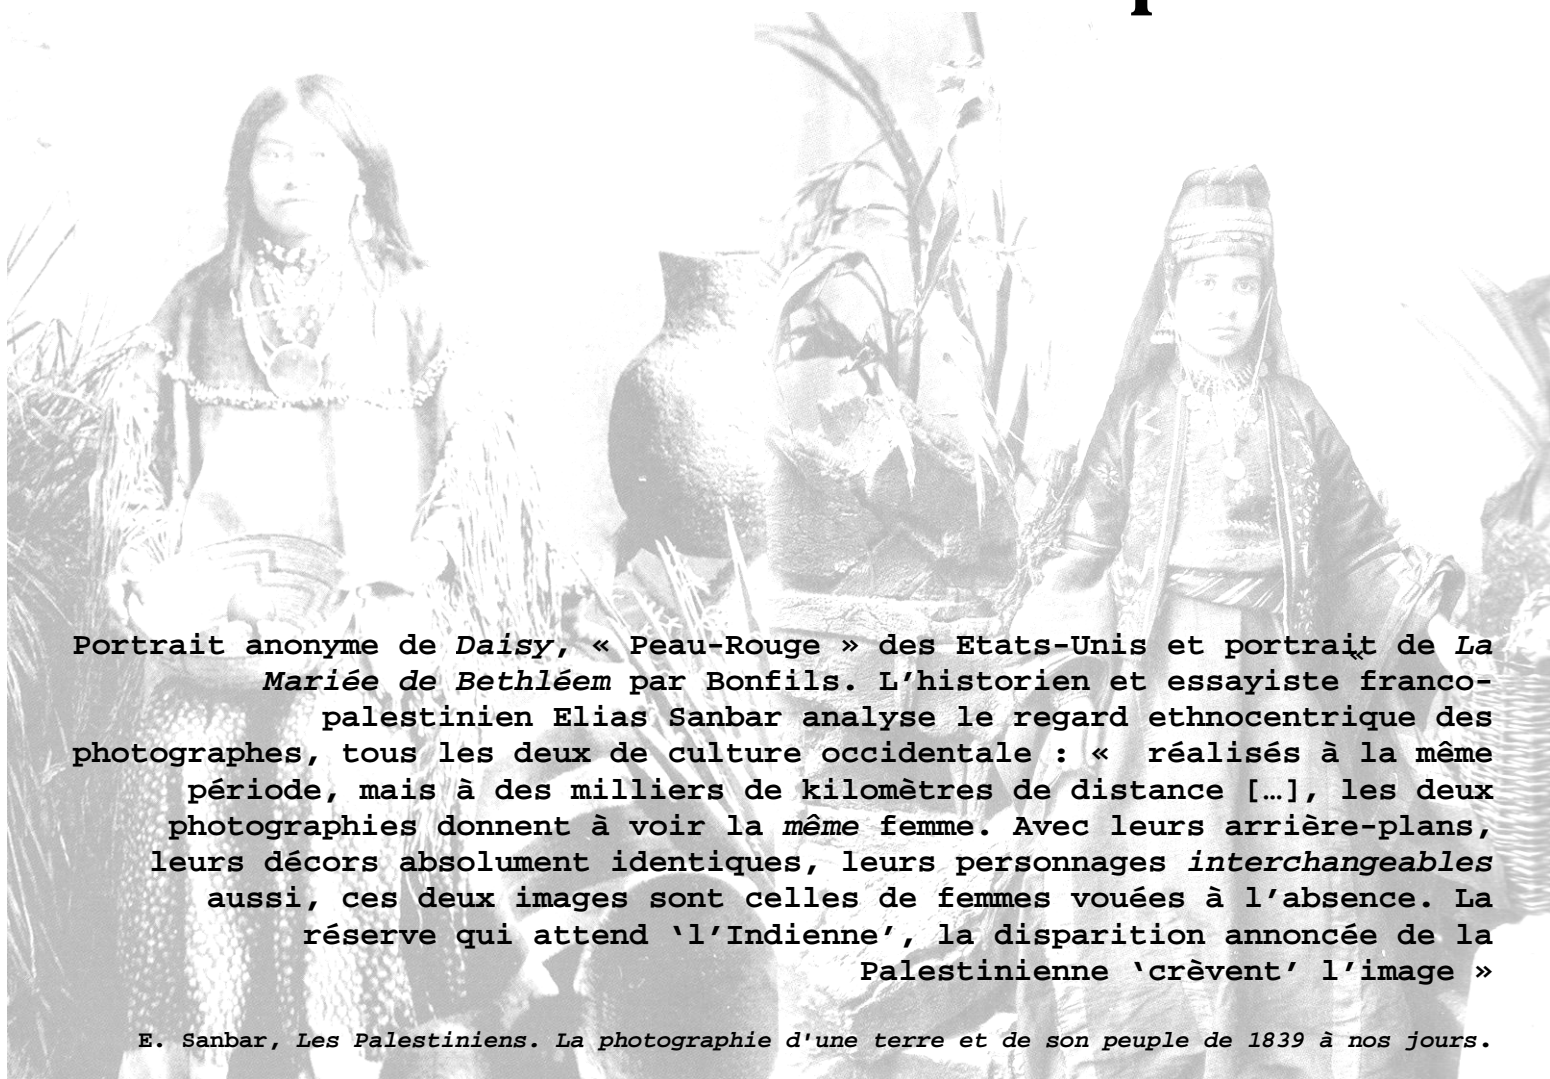 Portrait anonyme de Daisy, « Peau-Rouge » des Etats-Unis et portrait de La
Mariée de Bethléem par Bonfils. L’historien et essayiste franco-
palestinien Elias Sanbar analyse le regard ethnocentrique des
photographes, tous les deux de culture occidentale : « réalisés à la même
période, mais à des milliers de kilomètres de distance […], les deux
photographies donnent à voir la même femme. Avec leurs arrière-plans,
leurs décors absolument identiques, leurs personnages interchangeables
aussi, ces deux images sont celles de femmes vouées à l’absence. La
réserve qui attend ‘l’Indienne’, la disparition annoncée de la
Palestinienne ‘crèvent’ l’image »
E. Sanbar, Les Palestiniens. La photographie d'une terre et de son peuple de 1839 à nos jours.